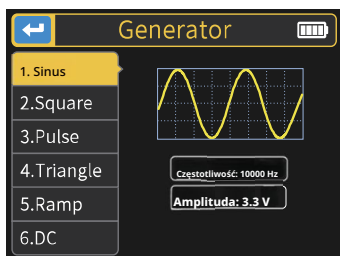 Generator
1. Sinus
2.Square
3.Pulse
4.Triangle
5.Ramp
6.DC
Częstotliwość: 10000 Hz
Amplituda: 3.3 V